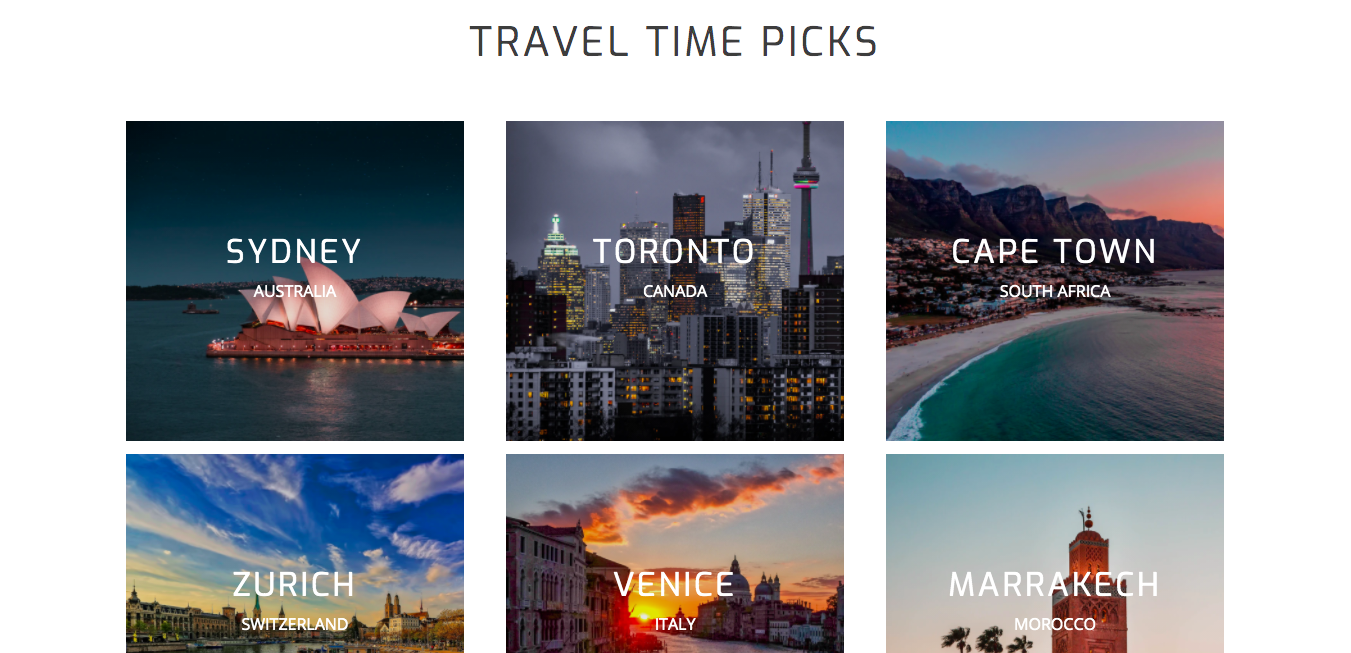 TRAVEL TIME PICKS
SYDNEY
AUSTRALIA
TORONTO
CANADA
CAPE TOWN
SOUTH AFRICA
ZURICH
SWITZERLAND
VENICE
ITALY
MARRAKECH
MOROCCO